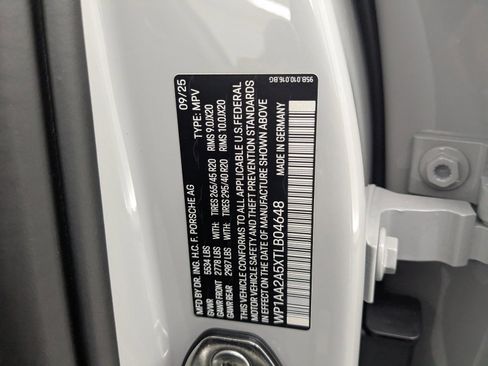 95B.010.016.BG
MFD BY DR. ING. H.C. F. PORSCHE AG 09/25
GVWR 5534 LBS TYPE: MPV
GAWR FRONT 2778 LBS WITH: TIRES 265/45 R20 RIMS 9.0JX20
GAWR REAR 2987 LBS WITH: TIRES 295/40 R20 RIMS 10.0JX20
THIS VEHICLE CONFORMS TO ALL APPLICABLE U.S. FEDERAL
MOTOR VEHICLE SAFETY AND THEFT PREVENTION STANDARDS
IN EFFECT ON THE DATE OF MANUFACTURE SHOWN ABOVE
WP1AA2A5XTLB04648 MADE IN GERMANY